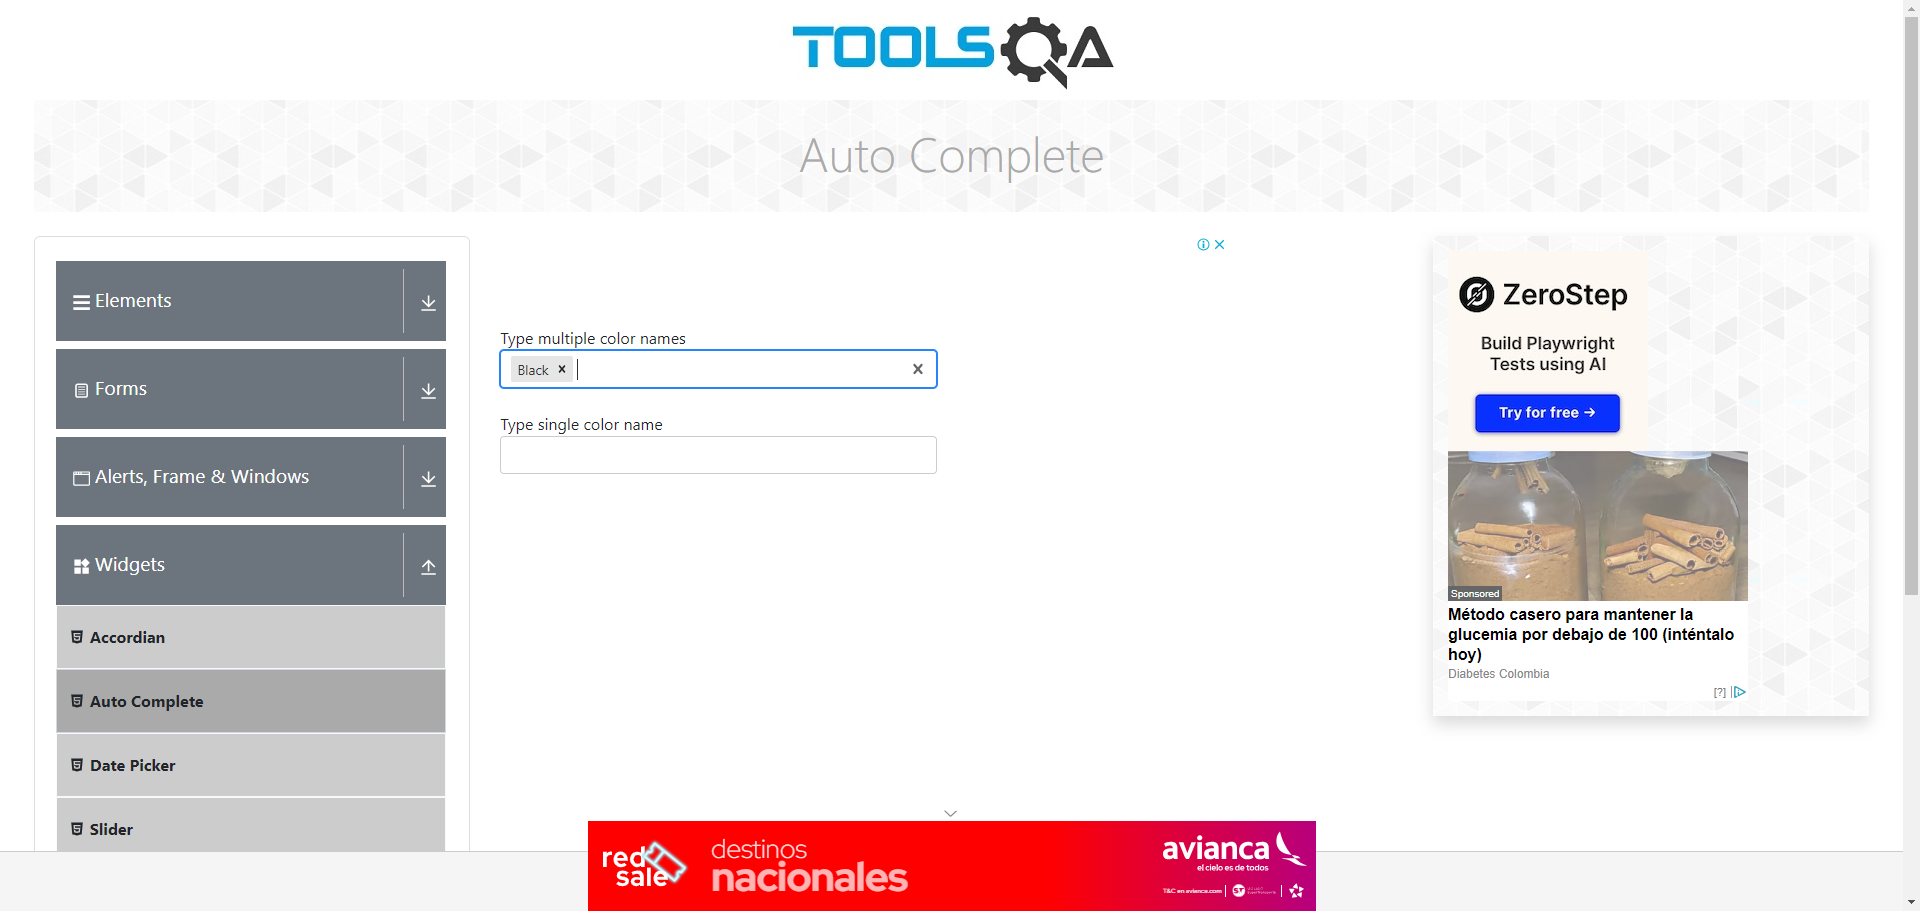 TOOLSQA
Auto Complete
Elements
Forms
Alerts, Frame & Windows
Widgets
Accordian
Auto Complete
Date Picker
Slider
Type multiple color names
Black
Type single color name
ZeroStep
Build Playwright
Tests using AI
Try for free →
Sponsored
Método casero para mantener la
glucemia por debajo de 100 (inténtalo
hoy)
Diabetes Colombia
[?]
red
sale
destinos
nacionales
avianca
el cielo es de todos
T&C en avianca.com
ST